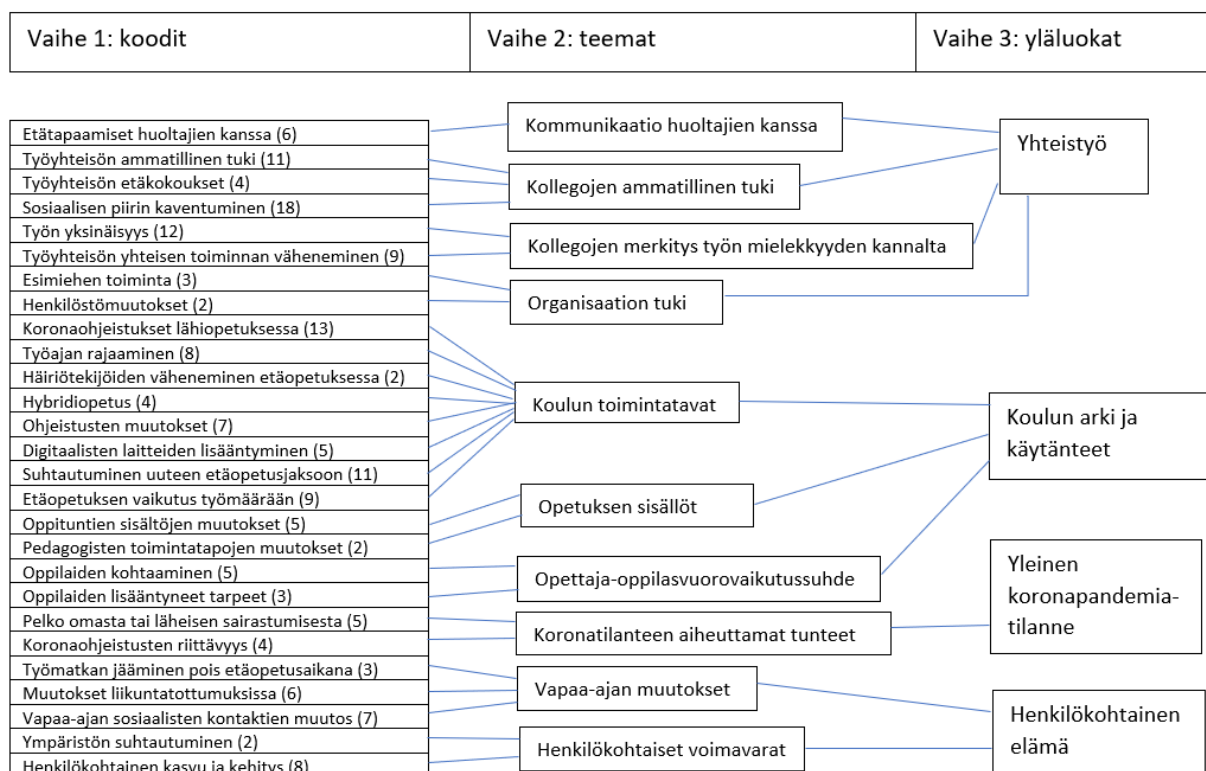 Vaihe 1: koodit
Vaihe 2: teemat
Vaihe 3: yläluokat
Etätapaamiset huoltajien kanssa (6)
Työyhteisön ammatillinen tuki (11)
Työyhteisön etäkokoukset (4)
Sosiaalisen piirin kaventuminen (18)
Työn yksinäisyys (12)
Työyhteisön yhteisen toiminnan väheneminen (9)
Esimiehen toiminta (3)
Henkilöstömuutokset (2)
Koronaohjeistukset lähiopetuksessa (13)
Työajan rajaaminen (8)
Häiriötekijöiden väheneminen etäopetuksessa (2)
Hybridiopetus (4)
Ohjeistusten muutokset (7)
Digitaalisten laitteiden lisääntyminen (5)
Suhtautuminen uuteen etäopetusjaksoon (11)
Etäopetuksen vaikutus työmäärään (9)
Oppituntien sisältöjen muutokset (5)
Pedagogisten toimintatapojen muutokset (2)
Oppilaiden kohtaaminen (5)
Oppilaiden lisääntyneet tarpeet (3)
Pelko omasta tai läheisen sairastumisesta (5)
Koronaohjeistusten riittävyys (4)
Työmatkan jääminen pois etäopetusaikana (3)
Muutokset liikuntatottumuksissa (6)
Vapaa-ajan sosiaalisten kontaktien muutos (7)
Ympäristön suhtautuminen (2)
Henkilökohtainen kasvu ja kehitys (8)
Kommunikaatio huoltajien kanssa
Kollegojen ammatillinen tuki
Kollegojen merkitys työn mielekkyyden kannalta
Organisaation tuki
Koulun toimintatavat
Opetuksen sisällöt
Opettaja-oppilasvuorovaikutussuhde
Koronatilanteen aiheuttamat tunteet
Vapaa-ajan muutokset
Henkilökohtaiset voimavarat
Yhteistyö
Koulun arki ja
käytänteet
Yleinen
koronapandemia-
tilanne
Henkilökohtainen
elämä